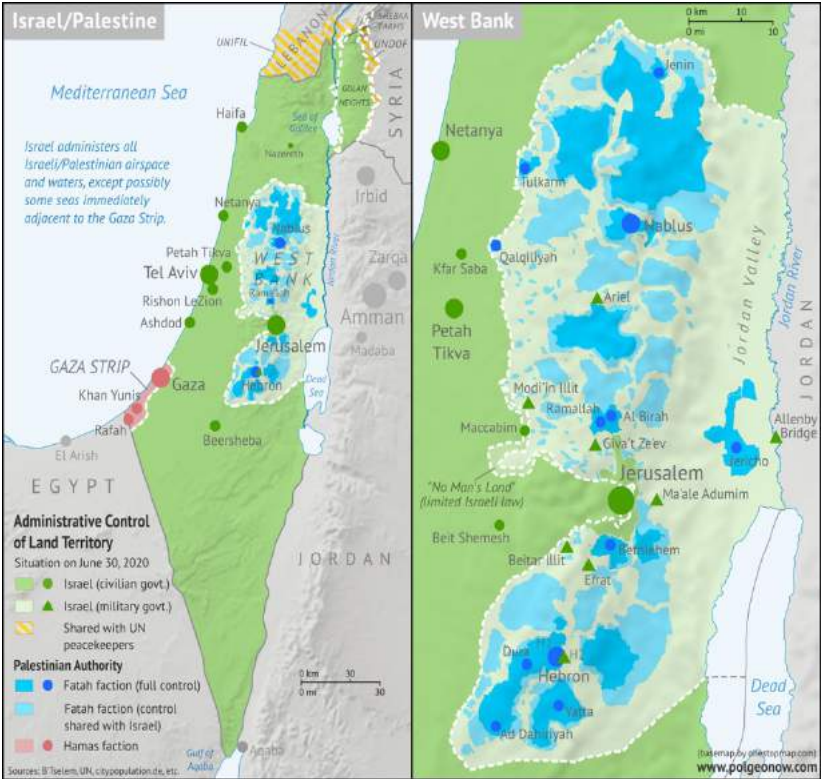 Israel/Palestine
UNIFIL
LEBANON
SHEBAA
FARMS
UNDOF
GOLAN
HEIGHTS
SYRIA
Mediterranean Sea
Haifa
Sea of
Galilee
Nazereth
Israel administers all
Israeli/Palestinian airspace
and waters, except possibly
some seas immediately
adjacent to the Gaza Strip.
Irbid
Netanya
Nablus
Petah Tikva
WEST
BANK
Jordan River
Zarqa
Tel Aviv
Ramallah
Rishon LeZion
Amman
Ashdod
Jerusalem
Madaba
GAZA STRIP
Gaza
Hebron
Dead
Sea
Khan Yunis
Rafah
Beersheba
El Arish
EGYPT
JORDAN
Administrative Control
of Land Territory
Situation on June 30, 2020
Israel (civilian govt.)
Israel (military govt.)
Shared with UN
peacekeepers
Palestinian Authority
Fatah faction (full control)
Fatah faction (control
shared with Israel)
Hamas faction
0 km
30
0 mi
30
Gulf of
Aqaba
Aqaba
Sources: B'Tselem, UN, citypopulation.de, etc.
West Bank
0 km
10
0 mi
10
Jenin
Netanya
Tulkarm
Nablus
Qalqiliyah
Kfar Saba
Jordan Valley
Jordan River
Ariel
Petah
Tikva
JORDAN
Modi'in Illit
Ramallah
Al Birah
Maccabim
Giva't Ze'ev
Allenby
Bridge
Jericho
Jerusalem
"No Man's Land"
(limited Israeli law)
Ma'ale Adumim
Beit Shemesh
Beitar Illit
Bethlehem
Efrat
Dura
H1
H2
Hebron
Yatta
Ad Dahiriyah
Dead
Sea
(basemap by onestopmap.com)
www.polgeonow.com